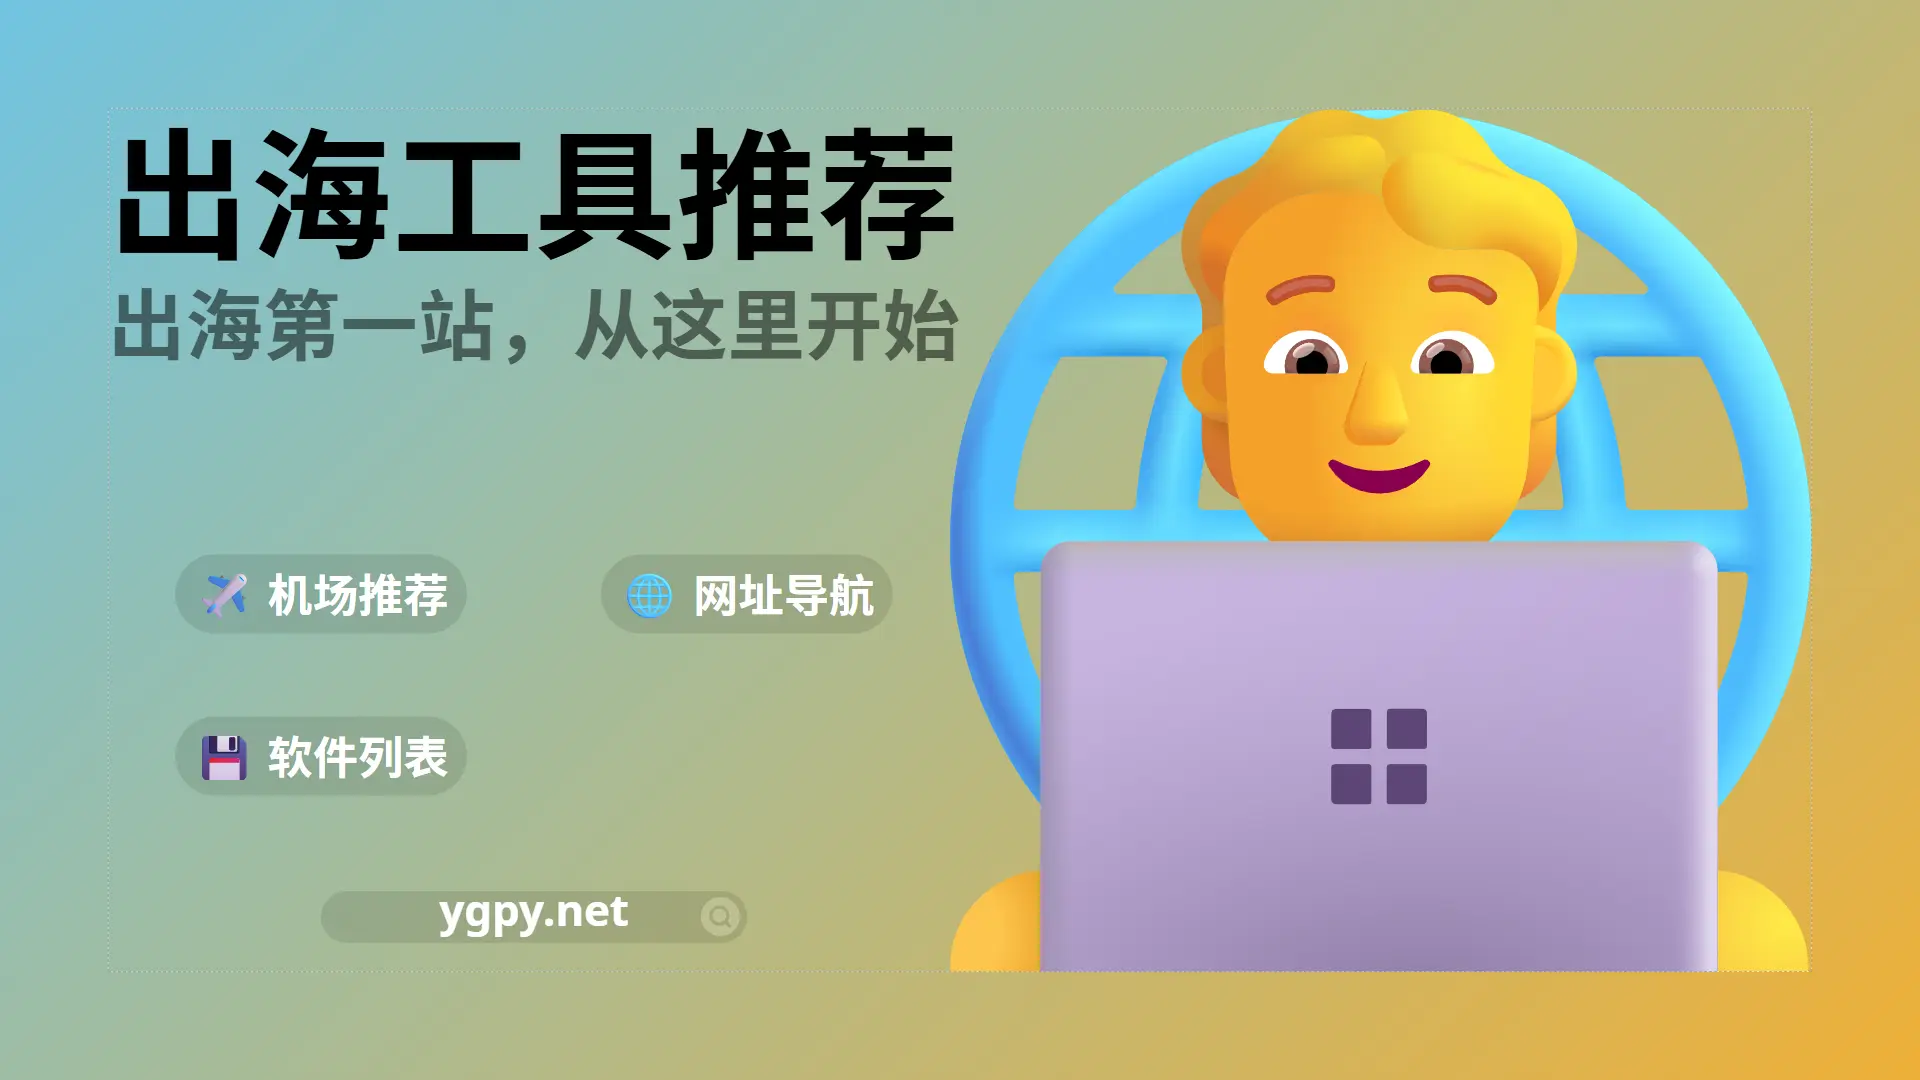 出海工具推荐
出海第一站，从这里开始
机场推荐
网址导航
软件列表
ygpy.net